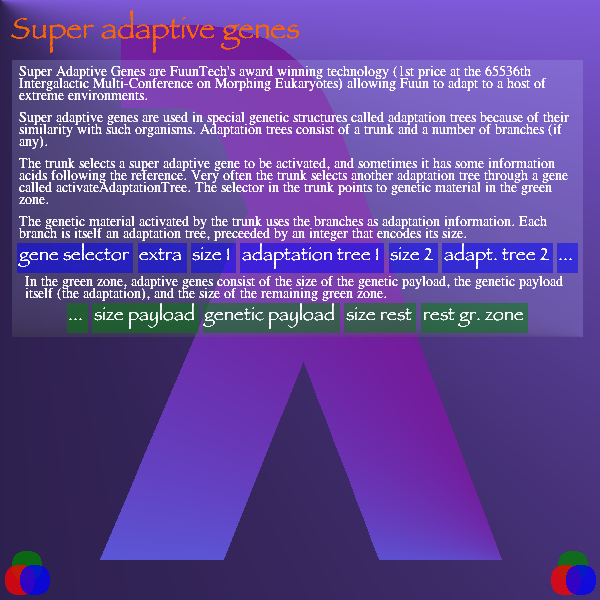 Super adaptive genes
Super Adaptive Genes are FuunTech's award winning technology (1st price at the 65536th
Intergalactic Multi-Conference on Morphing Eukaryotes) allowing Fuun to adapt to a host of
extreme environments.
Super adaptive genes are used in special genetic structures called adaptation trees because of their
similarity with such organisms. Adaptation trees consist of a trunk and a number of branches (if
any).
The trunk selects a super adaptive gene to be activated, and sometimes it has some information
acids following the reference. Very often the trunk selects another adaptation tree through a gene
called activateAdaptationTree. The selector in the trunk points to genetic material in the green
zone.
The genetic material activated by the trunk uses the branches as adaptation information. Each
branch is itself an adaptation tree, preceeded by an integer that encodes its size.
gene selector extra size 1 adaptation tree 1 size 2 adapt. tree 2 ...
In the green zone, adaptive genes consist of the size of the genetic payload, the genetic payload
itself (the adaptation), and the size of the remaining green zone.
... size payload genetic payload size rest rest gr. zone